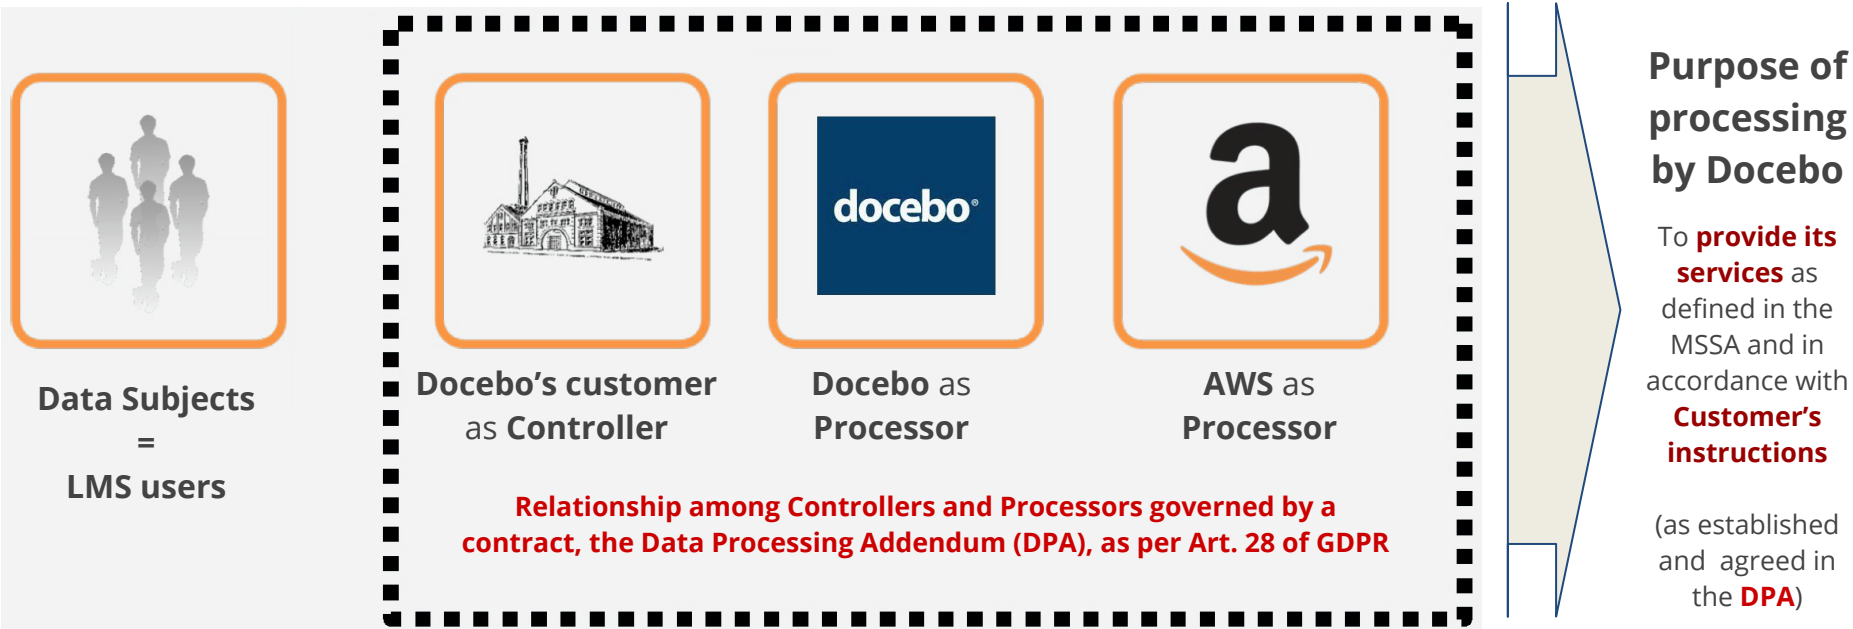 Data Subjects
=
LMS users
docebo®
a
Docebo’s customer
as Controller
Docebo as
Processor
AWS as
Processor
Relationship among Controllers and Processors governed by a
contract, the Data Processing Addendum (DPA), as per Art. 28 of GDPR
Purpose of
processing
by Docebo
To provide its
services as
defined in the
MSSA and in
accordance with
Customer’s
instructions
(as established
and agreed in
the DPA)